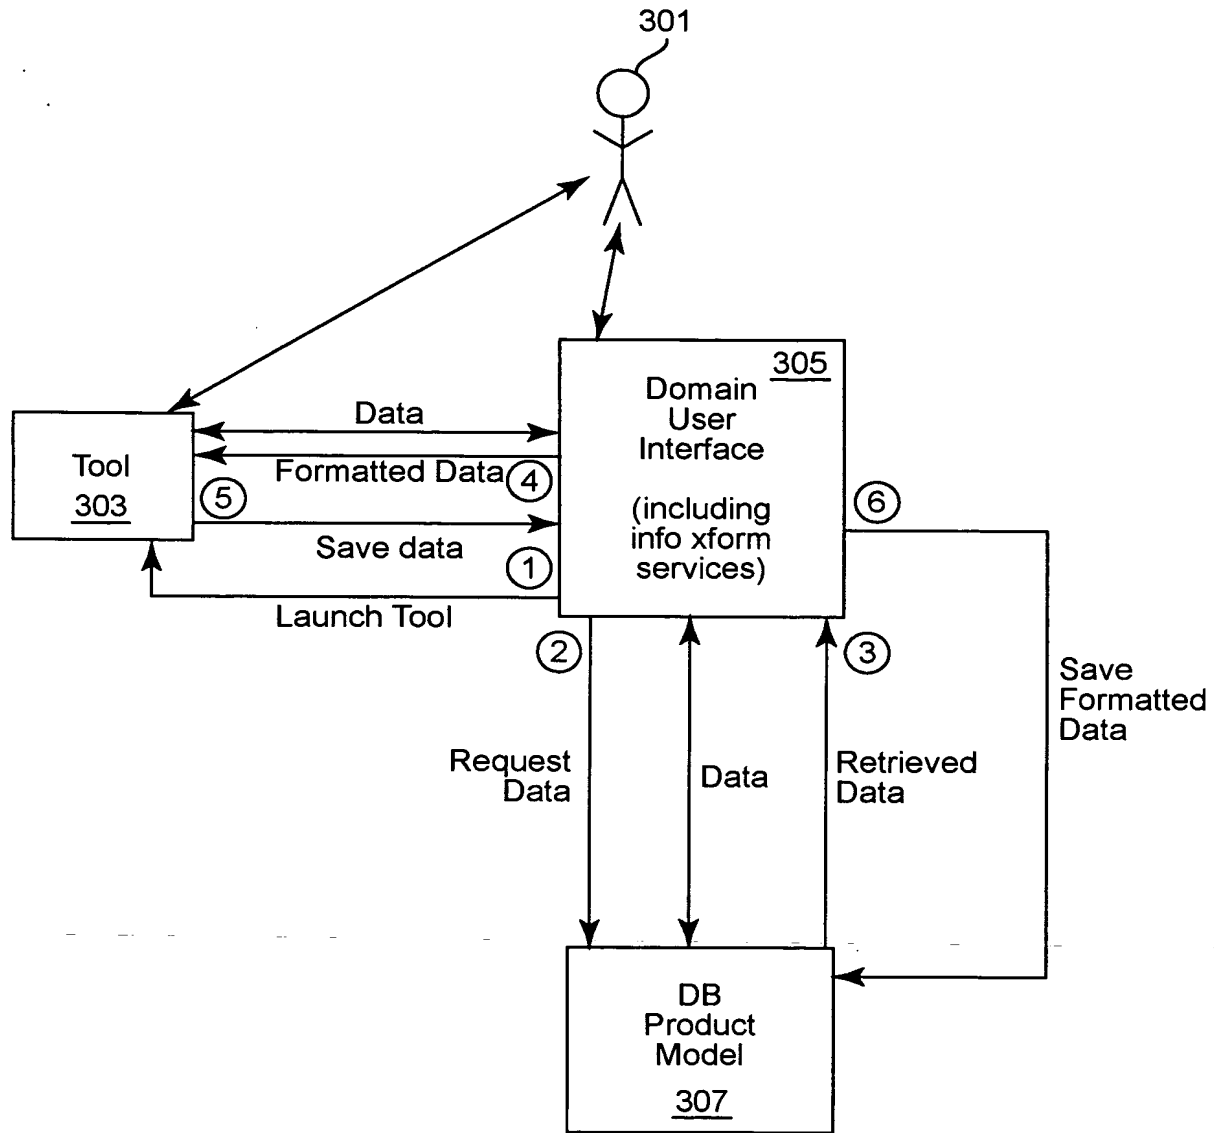 301
305
Domain
User
Interface
(including
info xform
services)
Data
Formatted Data
4
Tool
303
5
Save data
1
Launch Tool
6
2
3
Save
Formatted
Data
Request
Data
Data
Retrieved
Data
DB
Product
Model
307